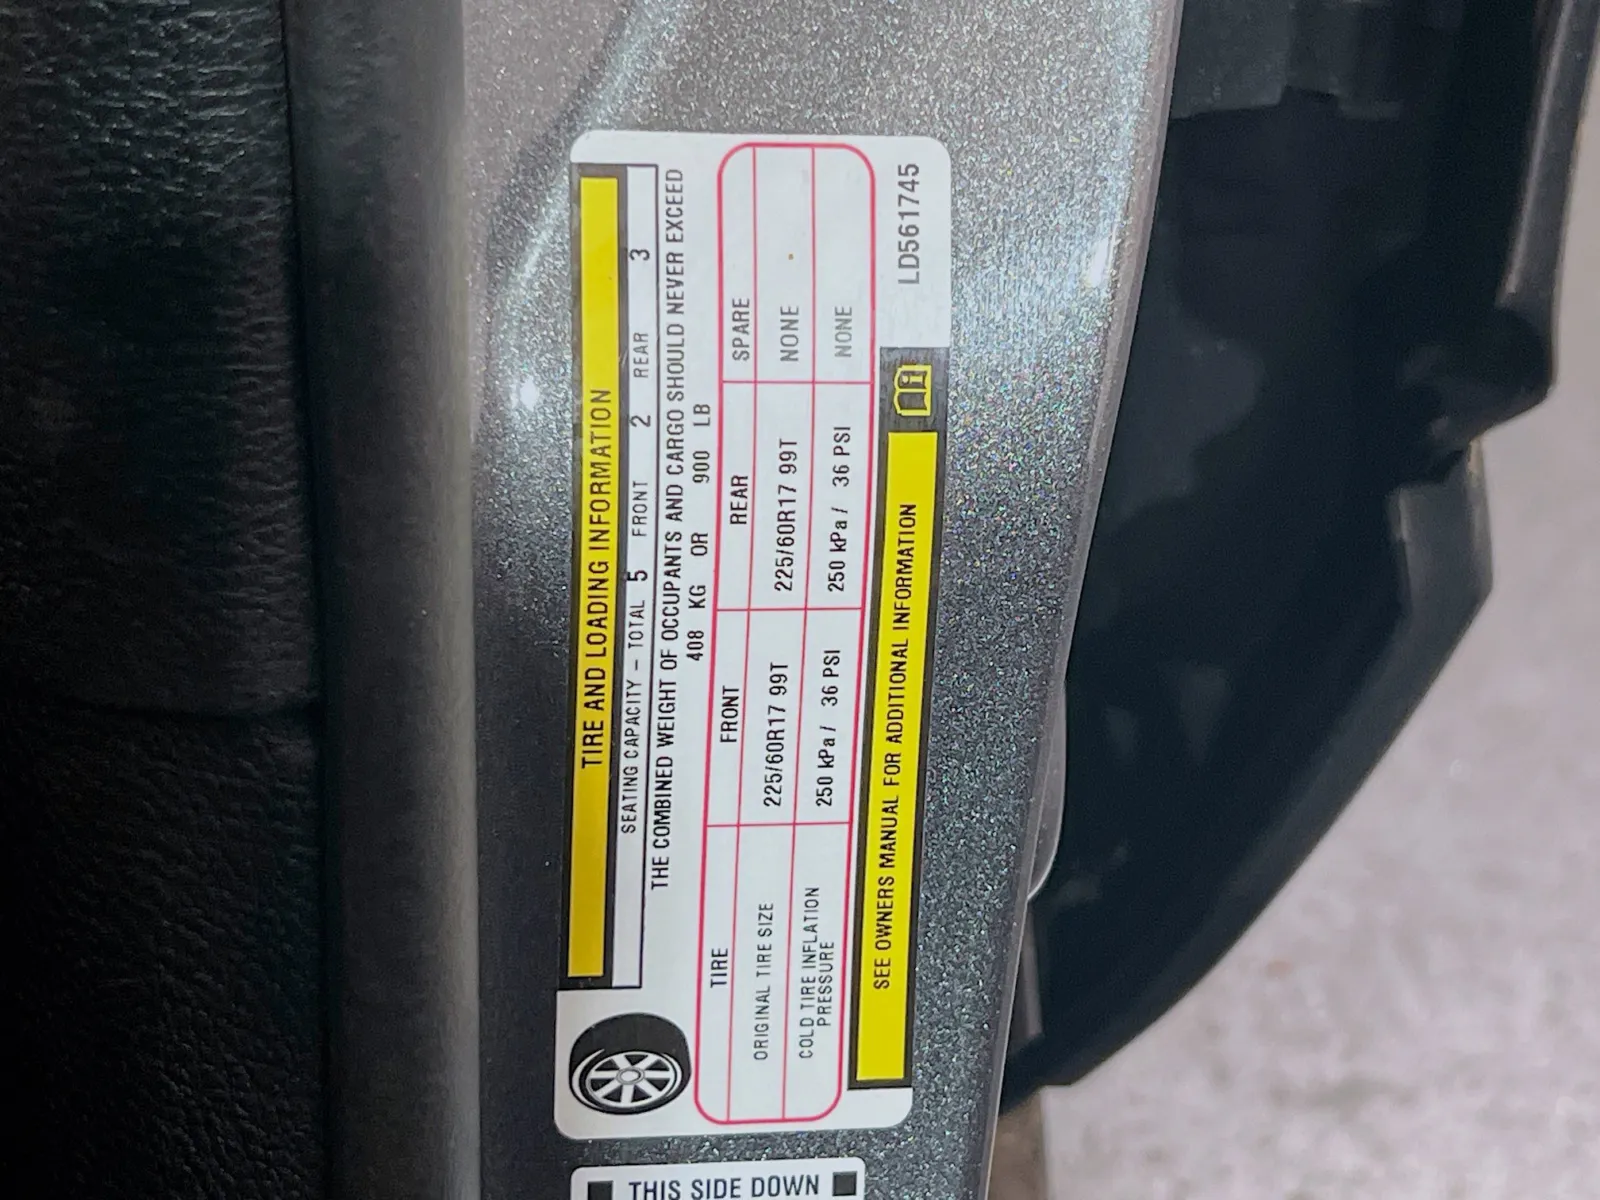 TIRE AND LOADING INFORMATION
SEATING CAPACITY – TOTAL 5 FRONT 2 REAR 3
THE COMBINED WEIGHT OF OCCUPANTS AND CARGO SHOULD NEVER EXCEED
408 KG OR 900 LB
TIRE FRONT REAR SPARE
ORIGINAL TIRE SIZE 225/60R17 99T 225/60R17 99T NONE
COLD TIRE INFLATION PRESSURE 250 kPa / 36 PSI 250 kPa / 36 PSI NONE
SEE OWNERS MANUAL FOR ADDITIONAL INFORMATION
LD561745
THIS SIDE DOWN